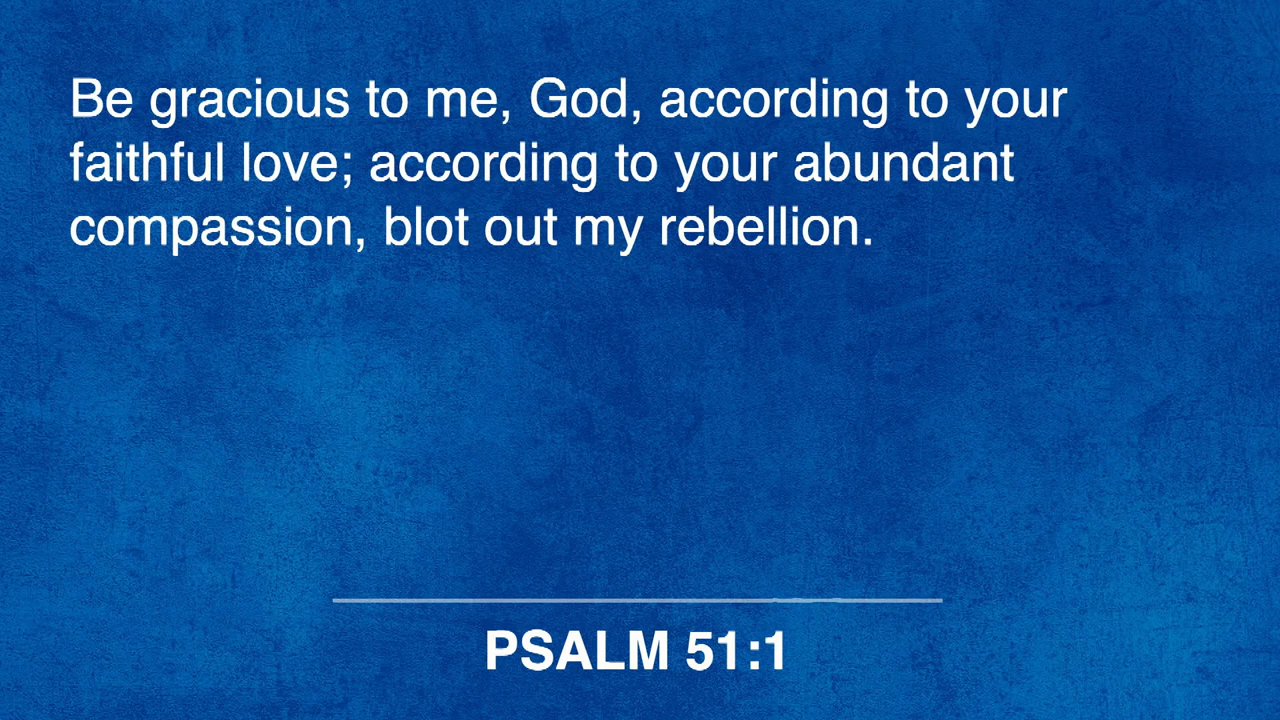 Be gracious to me, God, according to your
faithful love; according to your abundant
compassion, blot out my rebellion.
PSALM 51:1